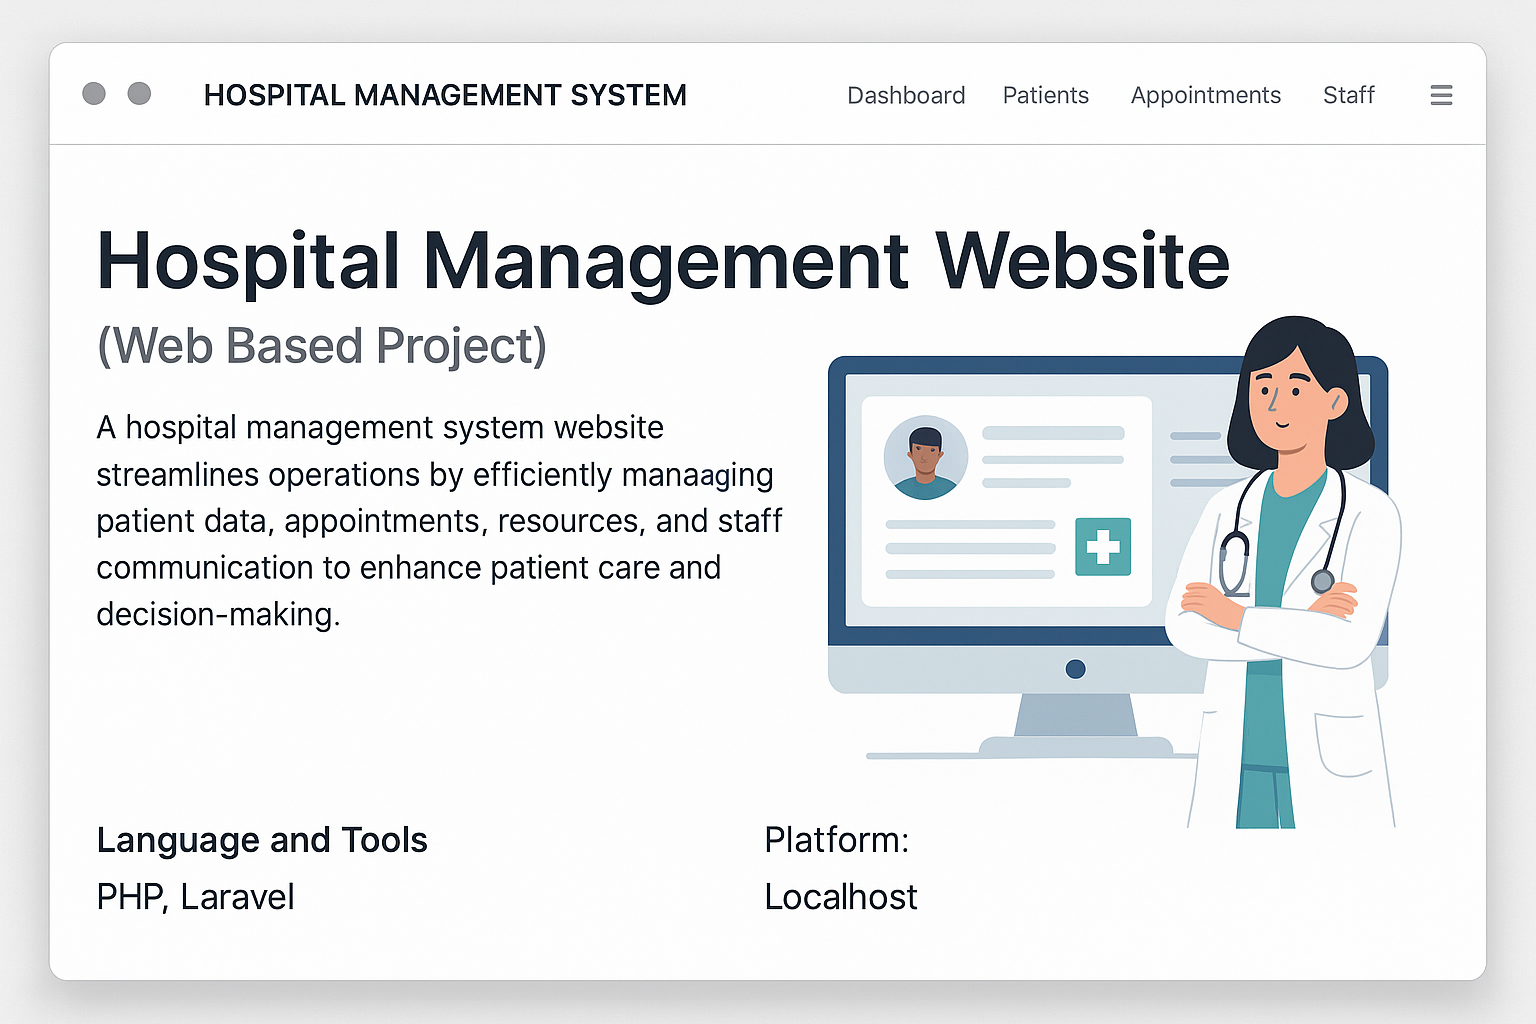 HOSPITAL MANAGEMENT SYSTEM
Dashboard Patients Appointments Staff
Hospital Management Website
(Web Based Project)
A hospital management system website
streamlines operations by efficiently manaaging
patient data, appointments, resources, and staff
communication to enhance patient care and
decision-making.
Language and Tools
PHP, Laravel
Platform:
Localhost